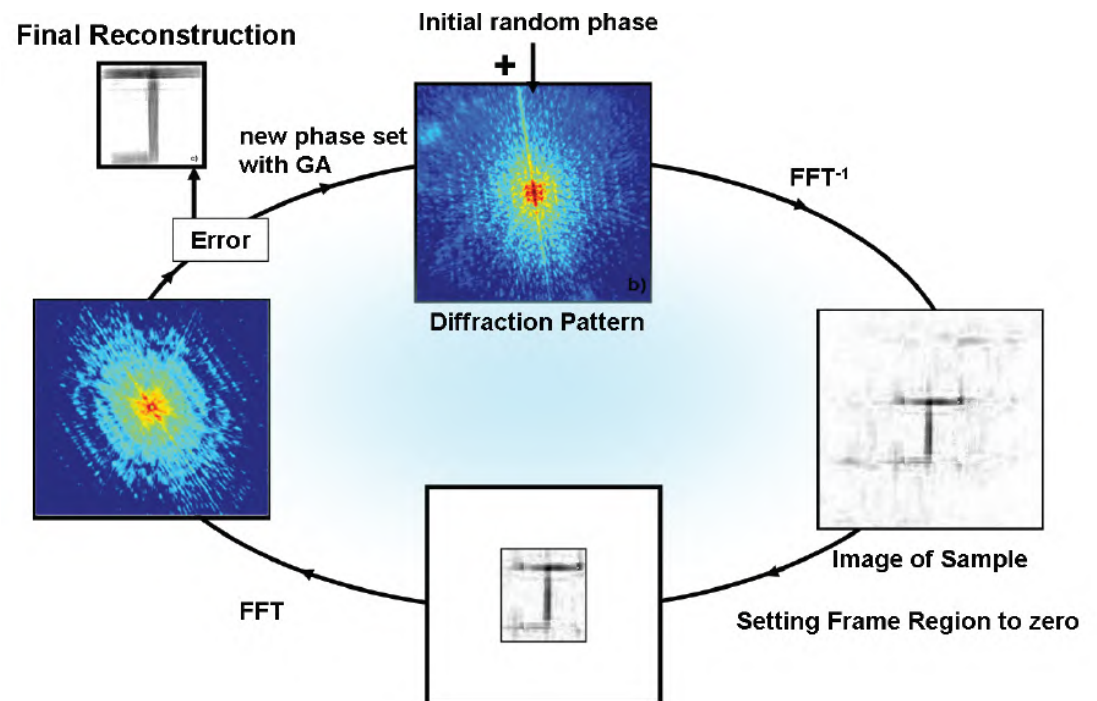 Final Reconstruction
Initial random phase
+
new phase set
with GA
c)
FFT-1
Error
b)
Diffraction Pattern
Image of Sample
FFT
Setting Frame Region to zero